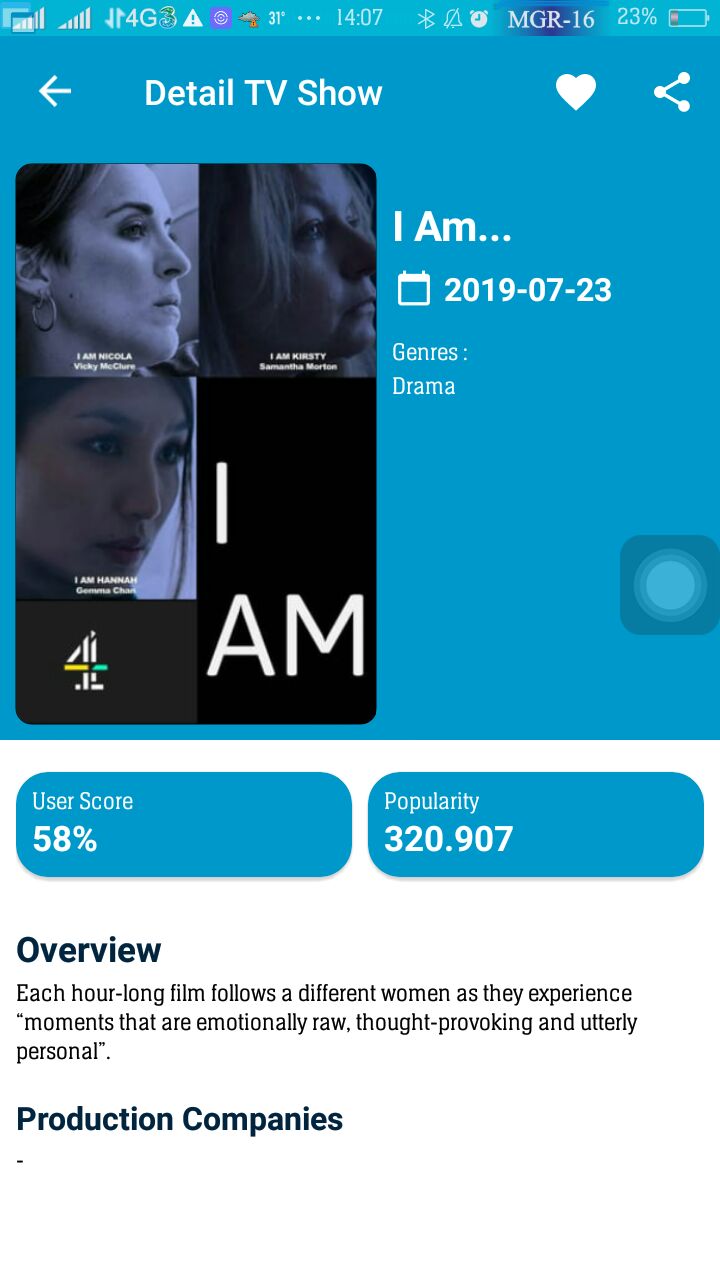 4G 31° ... 14:07 MGR-16 23%
Detail TV Show
I Am...
2019-07-23
Genres :
Drama
I AM NICOLA
Vicky McClure
I AM KIRSTY
Samantha Morton
I AM HANNAH
Gemma Chan
I
AM
4
User Score
58%
Popularity
320.907
Overview
Each hour-long film follows a different women as they experience
“moments that are emotionally raw, thought-provoking and utterly
personal”.
Production Companies
-